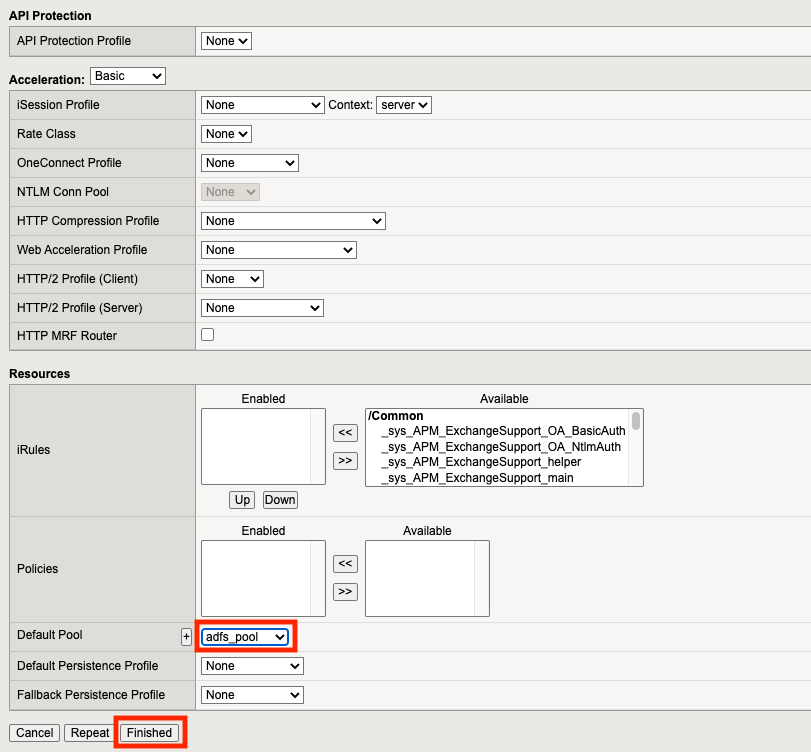 API Protection
API Protection Profile None
Acceleration: Basic
iSession Profile None Context: server
Rate Class None
OneConnect Profile None
NTLM Conn Pool None
HTTP Compression Profile None
Web Acceleration Profile None
HTTP/2 Profile (Client) None
HTTP/2 Profile (Server) None
HTTP MRF Router
Resources
Enabled Available
iRules
<< >>
/Common
_sys_APM_ExchangeSupport_OA_BasicAuth
_sys_APM_ExchangeSupport_OA_NtlmAuth
_sys_APM_ExchangeSupport_helper
_sys_APM_ExchangeSupport_main
Up Down
Enabled Available
Policies
<<
>>
Default Pool + adfs_pool
Default Persistence Profile None
Fallback Persistence Profile None
Cancel Repeat Finished